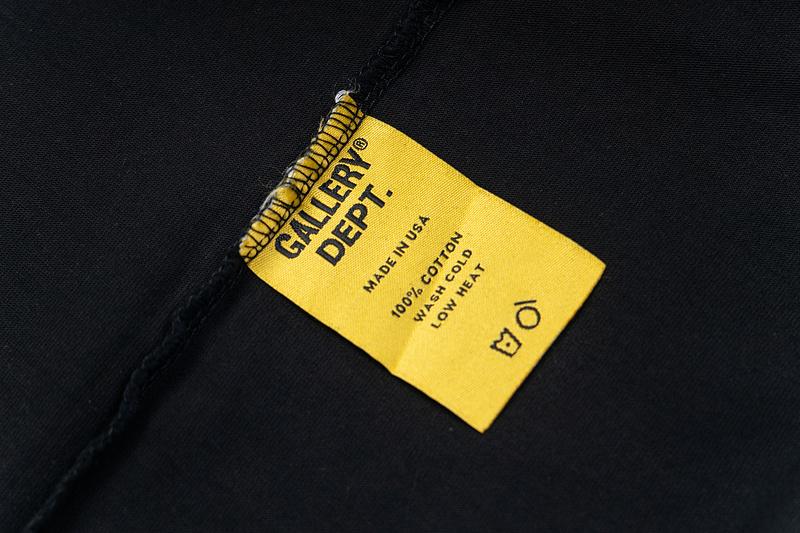 GALLERY®
DEPT.
MADE IN USA
100% COTTON
WASH COLD
LOW HEAT